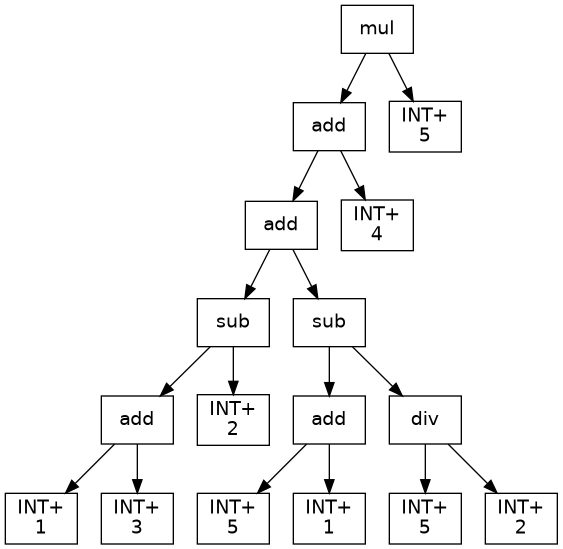 mul
add
INT+
5
add
INT+
4
sub
sub
add
INT+
2
add
div
INT+
1
INT+
3
INT+
5
INT+
1
INT+
5
INT+
2